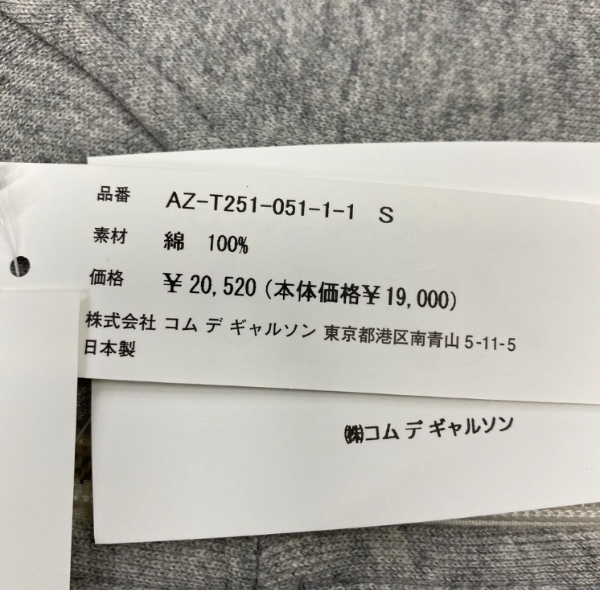 品番 AZ-T251-051-1-1 S
素材 綿 100%
価格 ¥ 20,520 (本体価格¥ 19,000)
株式会社 コム デ ギャルソン 東京都港区南青山 5-11-5
日本製
㈱コム デ ギャルソン